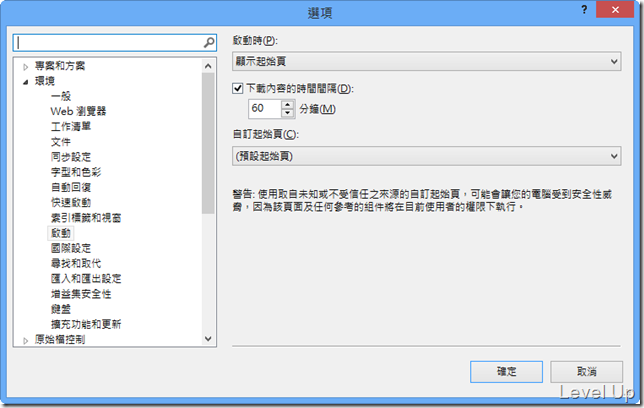 選項
?
專案和方案
環境
一般
Web 瀏覽器
工作清單
文件
同步設定
字型和色彩
自動回復
快速啟動
索引標籤和視窗
啟動
國際設定
尋找和取代
匯入和匯出設定
增益集安全性
鍵盤
擴充功能和更新
原始檔控制
啟動時(P):
顯示起始頁
下載內容的時間間隔(D):
60 分鐘(M)
自訂起始頁(C):
(預設起始頁)
警告: 使用取自未知或不受信任之來源的自訂起始頁，可能會讓您的電腦受到安全性威
脅，因為該頁面及任何參考的組件將在目前使用者的權限下執行。
確定
取消
Level Up